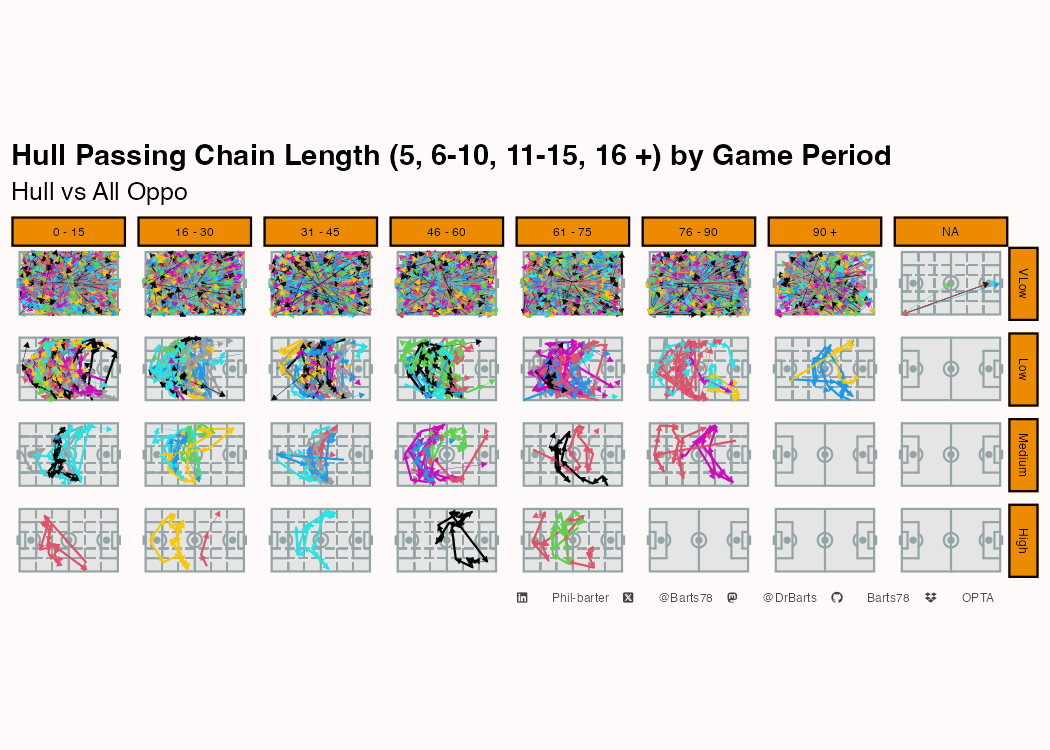 Hull Passing Chain Length (5, 6-10, 11-15, 16 +) by Game Period
Hull vs All Oppo
0 - 15 16 - 30 31 - 45 46 - 60 61 - 75 76 - 90 90 + NA
VLow
Low
Medium
High
Phil-barter @Barts78 @DrBarts Barts78 OPTA